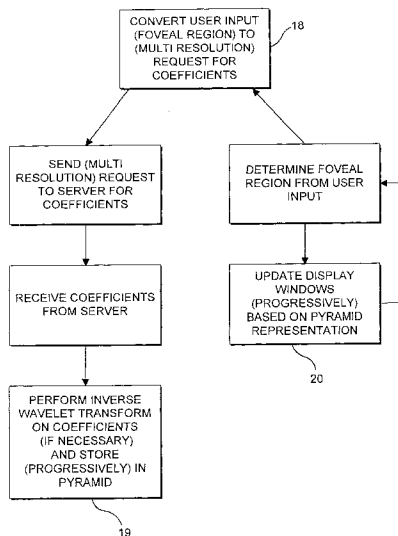 CONVERT USER INPUT
(FOVEAL REGION) TO
(MULTI RESOLUTION)
REQUEST FOR
COEFFICIENTS
18
SEND (MULTI
RESOLUTION) REQUEST
TO SERVER FOR
COEFFICIENTS
DETERMINE FOVEAL
REGION FROM USER
INPUT
RECEIVE COEFFICIENTS
FROM SERVER
UPDATE DISPLAY
WINDOWS
(PROGRESSIVELY)
BASED ON PYRAMID
REPRESENTATION
20
PERFORM INVERSE
WAVELET TRANSFORM
ON COEFFICIENTS
(IF NECESSARY)
AND STORE
(PROGRESSIVELY) IN
PYRAMID
19